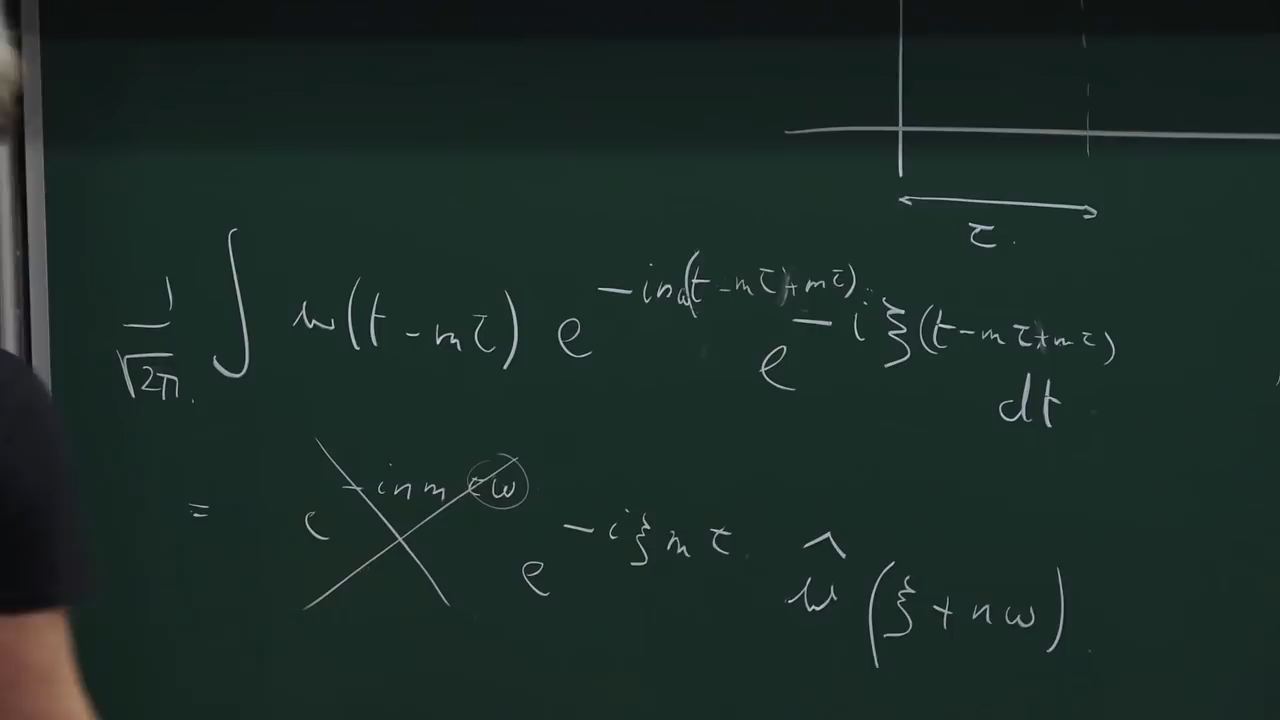 τ.
1/√2π. ∫ w(t - mτ) e^{-inω(t - mτ + mτ)} e^{-iξ(t - mτ + mτ)} dt
= e^{-inmτω} e^{-iξmτ} ŵ(ξ + nω).